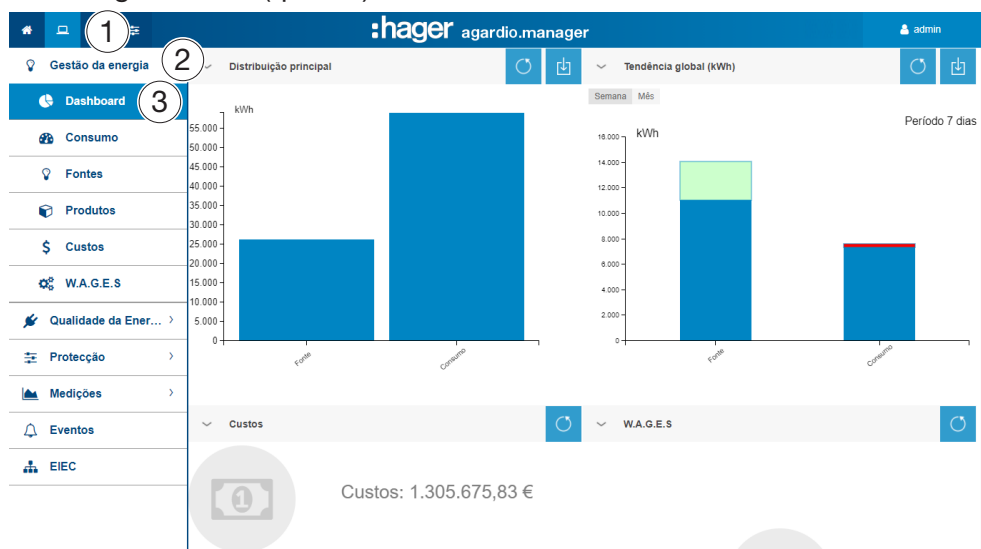 1
:hager agardio.manager
admin
Gestão da energia
2
Dashboard
3
Consumo
Fontes
Produtos
$ Custos
W.A.G.E.S
Qualidade da Ener...
Protecção
Medições
Eventos
EIEC
Distribuição principal
kWh
55.000
50.000
45.000
40.000
35.000
30.000
25.000
20.000
15.000
10.000
5.000
0
Fonte
Consumo
Tendência global (kWh)
Semana Mês
Período 7 dias
kWh
16.000
14.000
12.000
10.000
8.000
6.000
4.000
2.000
0
Fonte
Consumo
Custos
1
Custos: 1.305.675,83 €
W.A.G.E.S